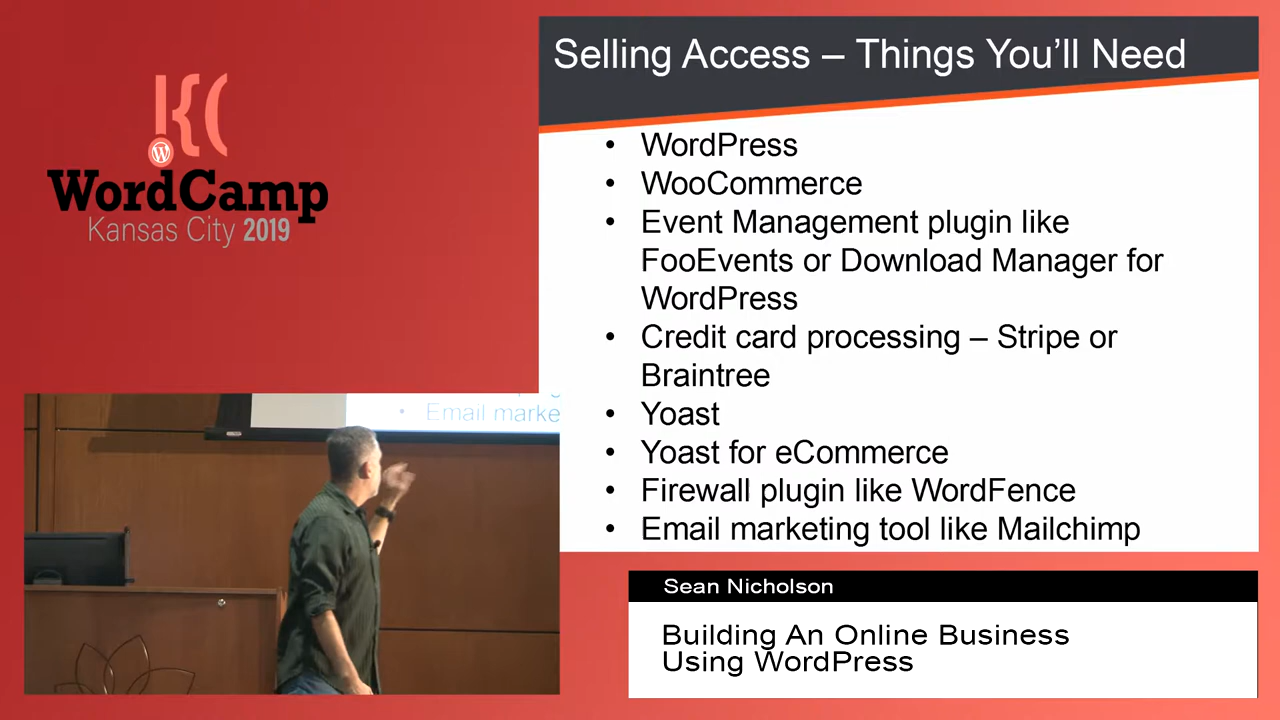 Selling Access – Things You'll Need
K{(
WordCamp
Kansas City 2019
• WordPress
• WooCommerce
• Event Management plugin like
FooEvents or Download Manager for
WordPress
• Credit card processing – Stripe or
Braintree
• Yoast
• Yoast for eCommerce
• Firewall plugin like WordFence
• Email marketing tool like Mailchimp
• Email marke
Sean Nicholson
Building An Online Business
Using WordPress